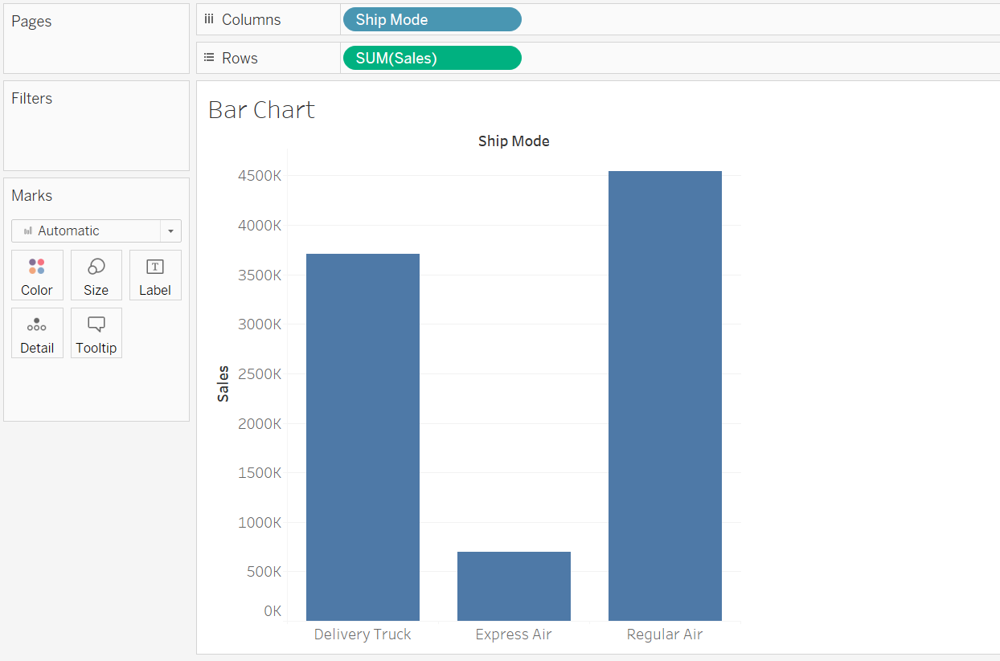 Pages
Columns
Ship Mode
Rows
SUM(Sales)
Filters
Marks
Automatic
Color
Size
T
Label
Detail
Tooltip
Bar Chart
Ship Mode
Sales
4500K
4000K
3500K
3000K
2500K
2000K
1500K
1000K
500K
0K
Delivery Truck
Express Air
Regular Air